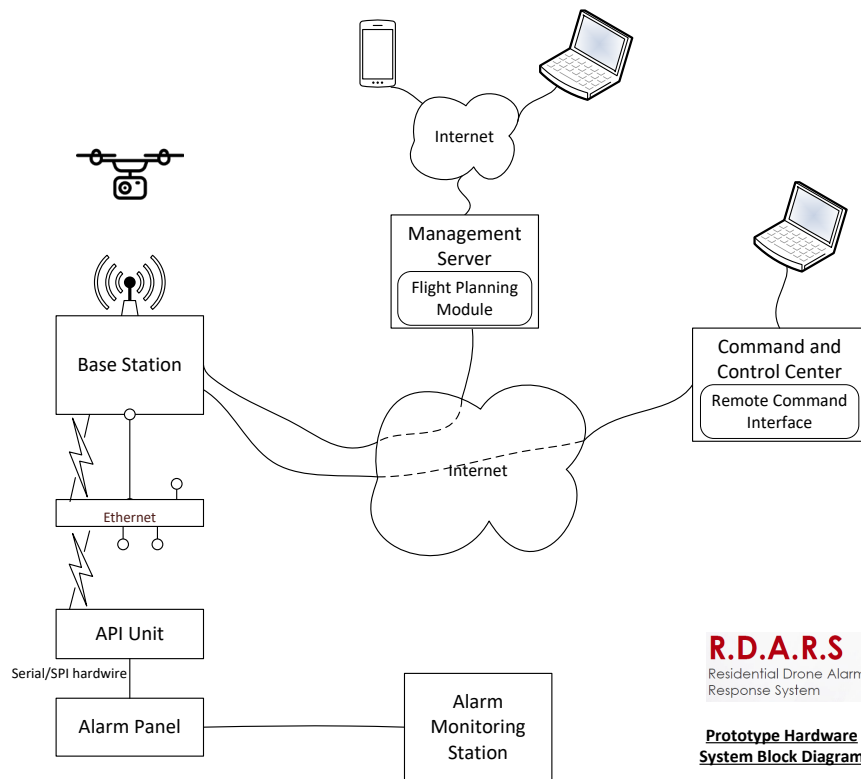 Internet
Management
Server
Flight Planning
Module
Base Station
Command and
Control Center
Remote Command
Interface
Internet
Ethernet
API Unit
Serial/SPI hardwire
Alarm Panel
Alarm
Monitoring
Station
R.D.A.R.S
Residential Drone Alarm
Response System
Prototype Hardware
System Block Diagram